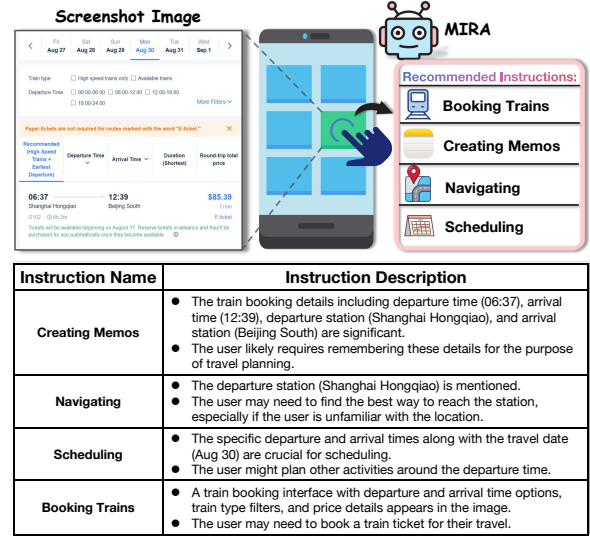 Screenshot Image
MIRA
Fri Sat Sun Mon Tue Wed
Aug 27 Aug 28 Aug 29 Aug 30 Aug 31 Sep 1
Train type High speed trains only Available trains
Departure Time 00:00-06:00 06:00-12:00 12:00-18:00
18:00-24:00 More Filters
Paper tickets are not required for routes marked with the word "E-ticket."
Recommended
(High Speed
Trains +
Earliest
Departure)
Departure Time
Arrival Time
Duration
(Shortest)
Round-trip total
price
06:37 12:39 $85.39
Shanghai Hongqiao Beijing South From
6h 2m E-ticket
Tickets will be available beginning on August 17. Reserve tickets in advance and they'll be
purchased for you automatically once they become available.
Recommended Instructions:
Booking Trains
Creating Memos
Navigating
Scheduling
Instruction Name Instruction Description
Creating Memos
● The train booking details including departure time (06:37), arrival
time (12:39), departure station (Shanghai Hongqiao), and arrival
station (Beijing South) are significant.
● The user likely requires remembering these details for the purpose
of travel planning.
Navigating
● The departure station (Shanghai Hongqiao) is mentioned.
● The user may need to find the best way to reach the station,
especially if the user is unfamiliar with the location.
Scheduling
● The specific departure and arrival times along with the travel date
(Aug 30) are crucial for scheduling.
● The user might plan other activities around the departure time.
Booking Trains
● A train booking interface with departure and arrival time options,
train type filters, and price details appears in the image.
● The user may need to book a train ticket for their travel.